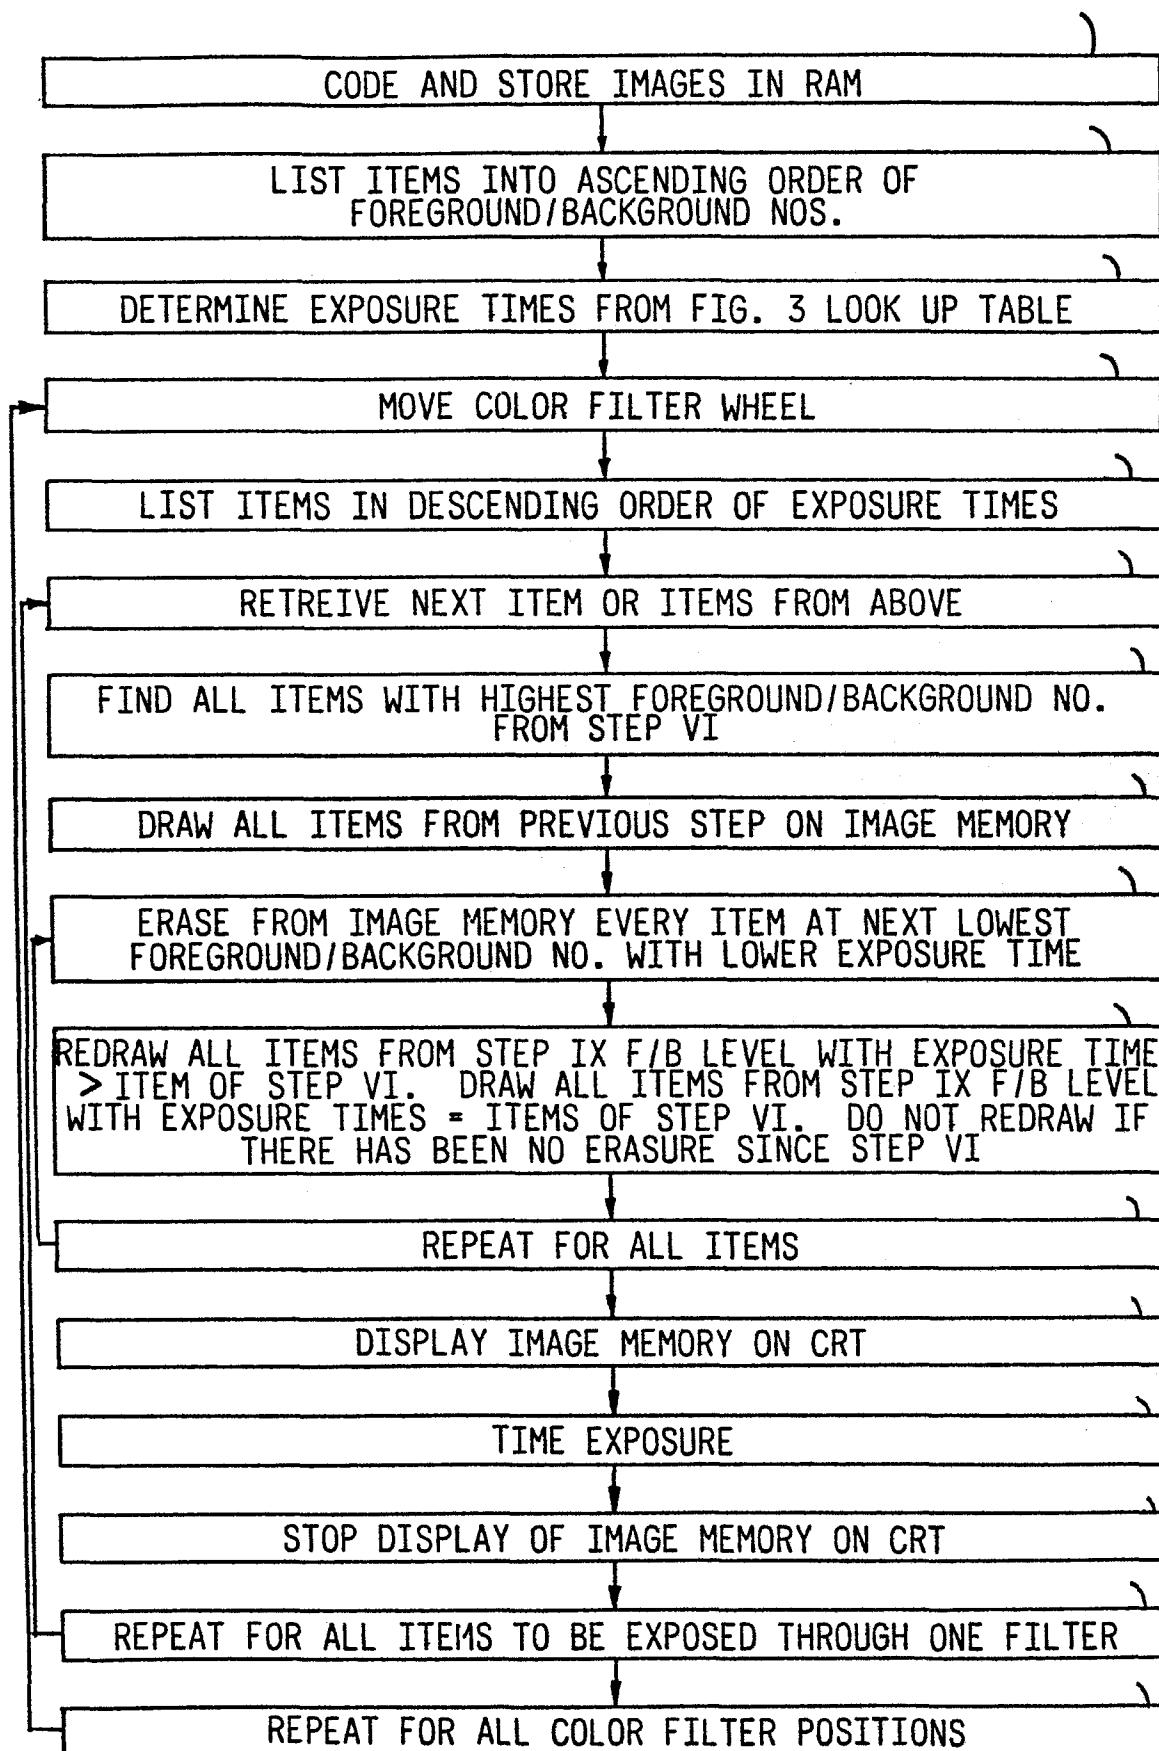 CODE AND STORE IMAGES IN RAM
LIST ITEMS INTO ASCENDING ORDER OF
FOREGROUND/BACKGROUND NOS.
DETERMINE EXPOSURE TIMES FROM FIG. 3 LOOK UP TABLE
MOVE COLOR FILTER WHEEL
LIST ITEMS IN DESCENDING ORDER OF EXPOSURE TIMES
RETREIVE NEXT ITEM OR ITEMS FROM ABOVE
FIND ALL ITEMS WITH HIGHEST FOREGROUND/BACKGROUND NO.
FROM STEP VI
DRAW ALL ITEMS FROM PREVIOUS STEP ON IMAGE MEMORY
ERASE FROM IMAGE MEMORY EVERY ITEM AT NEXT LOWEST
FOREGROUND/BACKGROUND NO. WITH LOWER EXPOSURE TIME
REDRAW ALL ITEMS FROM STEP IX F/B LEVEL WITH EXPOSURE TIME
> ITEM OF STEP VI. DRAW ALL ITEMS FROM STEP IX F/B LEVEL
WITH EXPOSURE TIMES = ITEMS OF STEP VI. DO NOT REDRAW IF
THERE HAS BEEN NO ERASURE SINCE STEP VI
REPEAT FOR ALL ITEMS
DISPLAY IMAGE MEMORY ON CRT
TIME EXPOSURE
STOP DISPLAY OF IMAGE MEMORY ON CRT
REPEAT FOR ALL ITEMS TO BE EXPOSED THROUGH ONE FILTER
REPEAT FOR ALL COLOR FILTER POSITIONS